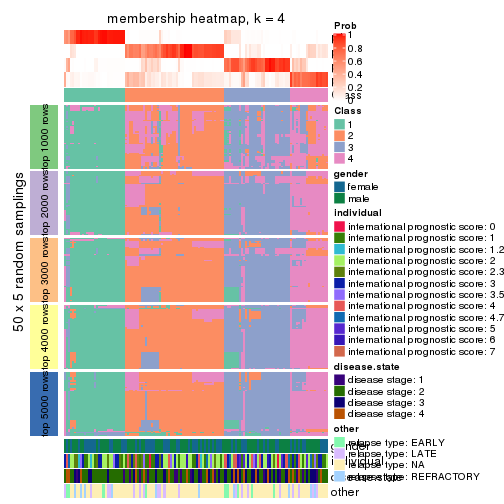 membership heatmap, k = 4
Prob
1
0.8
0.6
0.4
0.2
0
Class
Class
1
2
3
4
gender
female
male
individual
international prognostic score: 0
international prognostic score: 1
international prognostic score: 1.2
international prognostic score: 2
international prognostic score: 2.3
international prognostic score: 3
international prognostic score: 3.5
international prognostic score: 4
international prognostic score: 4.7
international prognostic score: 5
international prognostic score: 6
international prognostic score: 7
disease.state
disease stage: 1
disease stage: 2
disease stage: 3
disease stage: 4
other
relapse type: EARLY
relapse type: LATE
relapse type: NA
relapse type: REFRACTORY
gender
individual
disease.state
other
50 x 5 random samplings
top 1000 rows
top 2000 rows
top 3000 rows
top 4000 rows
top 5000 rows